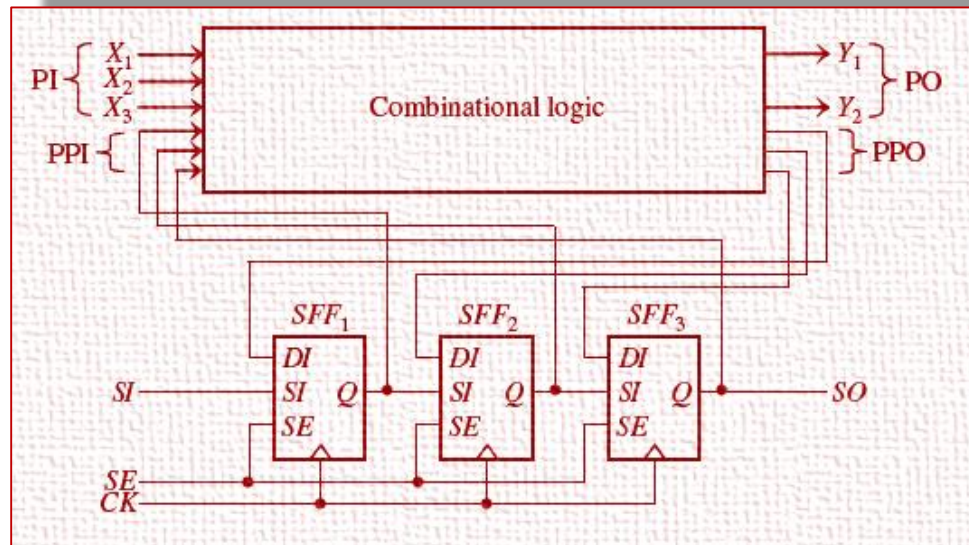 X₁ Y₁
PI { X₂ } PO
X₃ Combinational logic Y₂
PPI { } PPO
SFF₁ SFF₂ SFF₃
DI DI DI
SI SI Q SI Q SI Q SO
SE SE SE
SE
CK